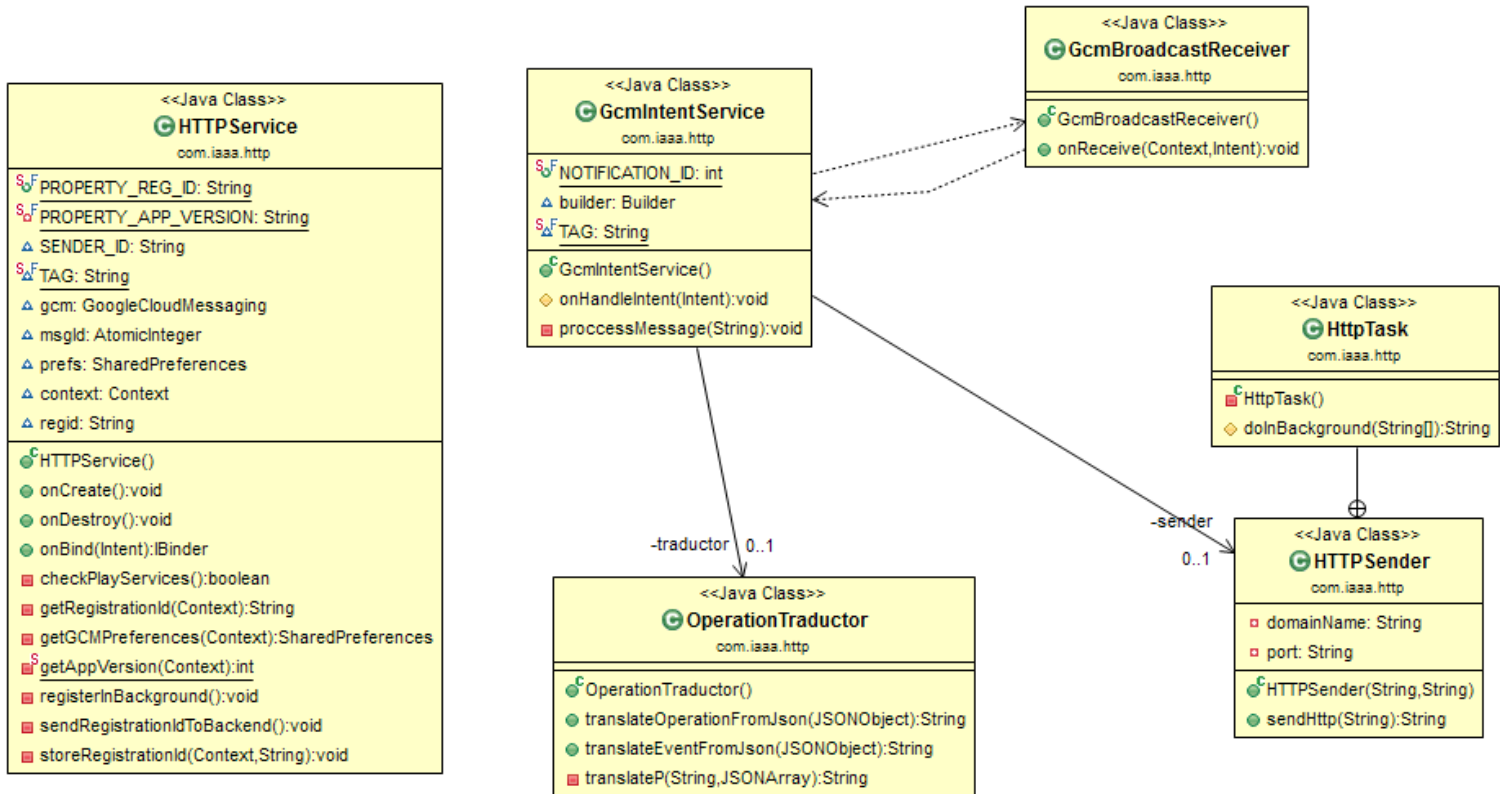 <<Java Class>>
HTTPService
com.iaaa.http
PROPERTY_REG_ID: String
PROPERTY_APP_VERSION: String
SENDER_ID: String
TAG: String
gcm: GoogleCloudMessaging
msgId: AtomicInteger
prefs: SharedPreferences
context: Context
regid: String
HTTPService()
onCreate():void
onDestroy():void
onBind(Intent):IBinder
checkPlayServices():boolean
getRegistrationId(Context):String
getGCMPreferences(Context):SharedPreferences
getAppVersion(Context):int
registerInBackground():void
sendRegistrationIdToBackend():void
storeRegistrationId(Context,String):void
<<Java Class>>
GcmIntentService
com.iaaa.http
NOTIFICATION_ID: int
builder: Builder
TAG: String
GcmIntentService()
onHandleIntent(Intent):void
proccessMessage(String):void
<<Java Class>>
GcmBroadcastReceiver
com.iaaa.http
GcmBroadcastReceiver()
onReceive(Context,Intent):void
<<Java Class>>
HttpTask
com.iaaa.http
HttpTask()
doInBackground(String[]):String
-traductor 0..1
-sender
0..1
<<Java Class>>
OperationTraductor
com.iaaa.http
OperationTraductor()
translateOperationFromJson(JSONObject):String
translateEventFromJson(JSONObject):String
translateP(String,JSONArray):String
<<Java Class>>
HTTPSender
com.iaaa.http
domainName: String
port: String
HTTPSender(String,String)
sendHttp(String):String